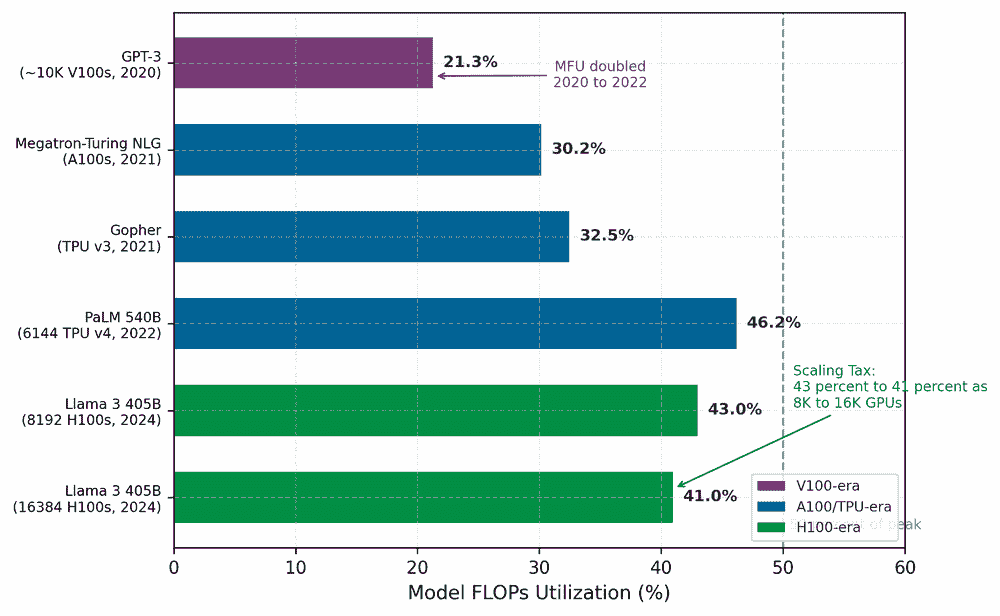 GPT-3
(~10K V100s, 2020)
21.3%
MFU doubled
2020 to 2022
Megatron-Turing NLG
(A100s, 2021)
30.2%
Gopher
(TPU v3, 2021)
32.5%
PaLM 540B
(6144 TPU v4, 2022)
46.2%
Scaling Tax:
43 percent to 41 percent as
8K to 16K GPUs
Llama 3 405B
(8192 H100s, 2024)
43.0%
Llama 3 405B
(16384 H100s, 2024)
41.0%
V100-era
A100/TPU-era
H100-era
of peak
0 10 20 30 40 50 60
Model FLOPs Utilization (%)